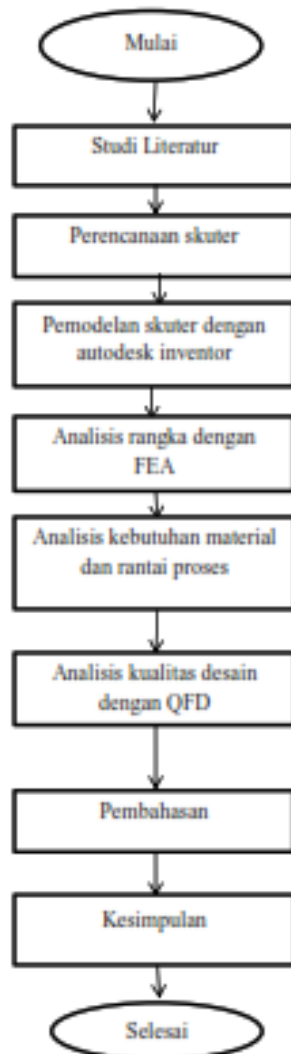 Mulai
Studi Literatur
Perencanaan skuter
Pemodelan skuter dengan
autodesk inventor
Analisis rangka dengan
FEA
Analisis kebutuhan material
dan rantai proses
Analisis kualitas desain
dengan QFD
Pembahasan
Kesimpulan
Selesai